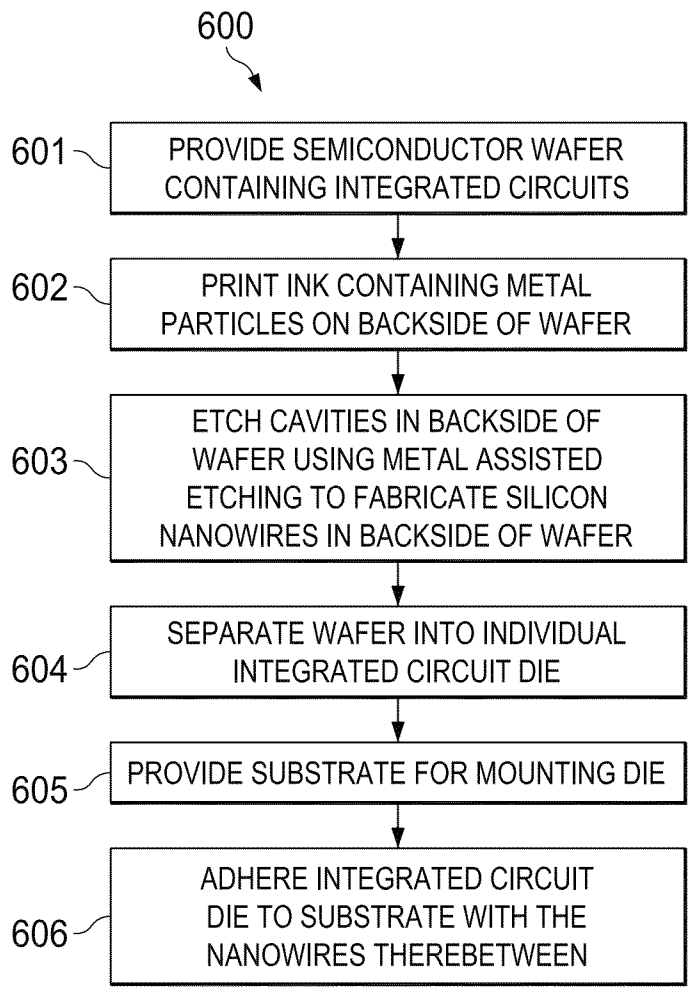 600
601
PROVIDE SEMICONDUCTOR WAFER
CONTAINING INTEGRATED CIRCUITS
602
PRINT INK CONTAINING METAL
PARTICLES ON BACKSIDE OF WAFER
603
ETCH CAVITIES IN BACKSIDE OF
WAFER USING METAL ASSISTED
ETCHING TO FABRICATE SILICON
NANOWIRES IN BACKSIDE OF WAFER
604
SEPARATE WAFER INTO INDIVIDUAL
INTEGRATED CIRCUIT DIE
605
PROVIDE SUBSTRATE FOR MOUNTING DIE
606
ADHERE INTEGRATED CIRCUIT
DIE TO SUBSTRATE WITH THE
NANOWIRES THEREBETWEEN